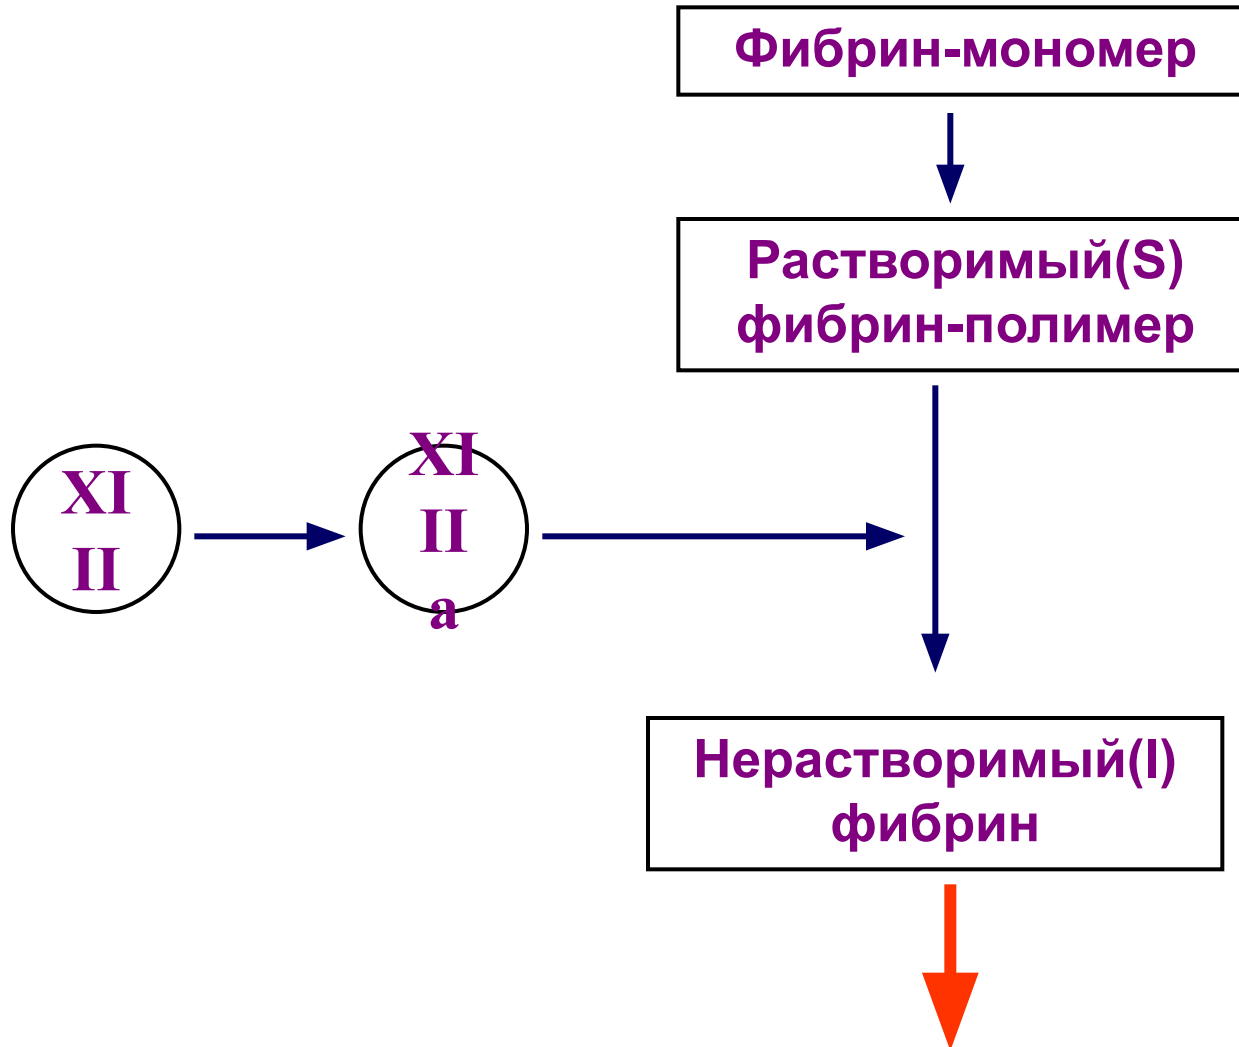 Фибрин-мономер
Растворимый(S)
фибрин-полимер
XI
II
XI
II
a
Нерастворимый(I)
фибрин